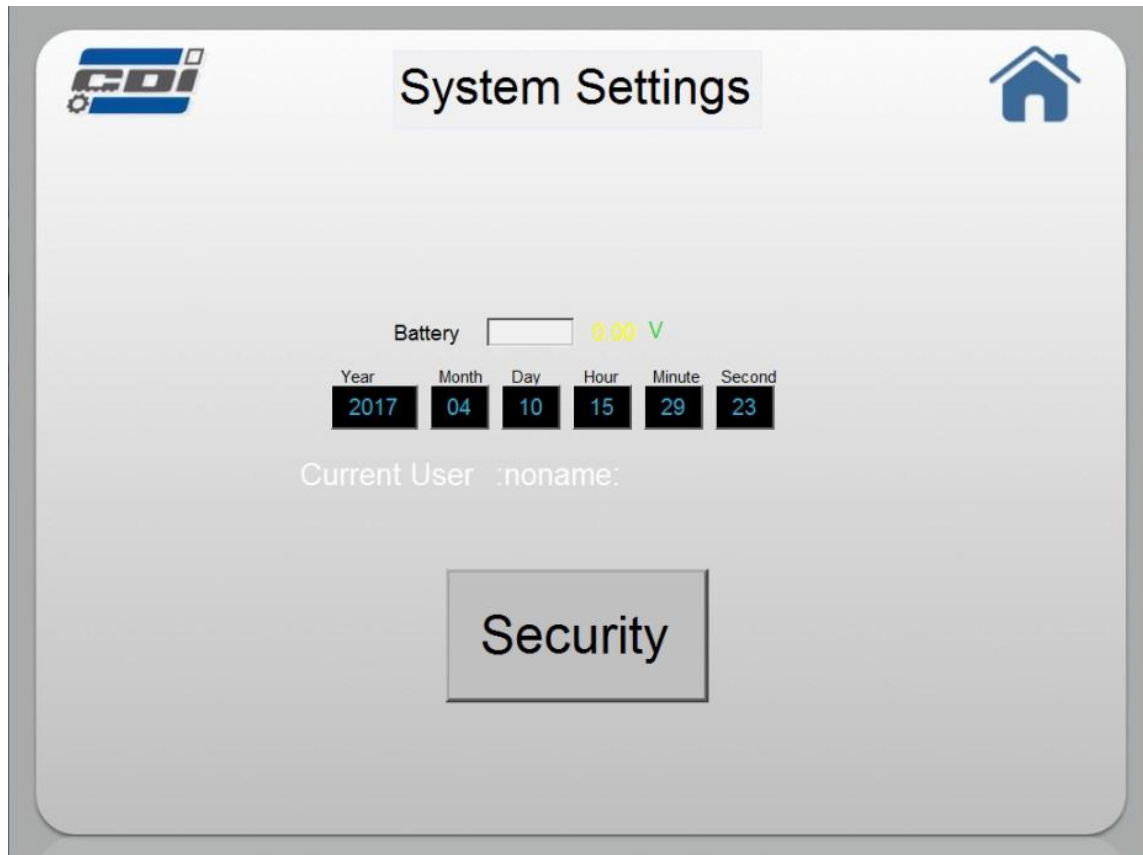 CDi
System Settings
Battery 0.00 V
Year Month Day Hour Minute Second
2017 04 10 15 29 23
Current User :noname:
Security